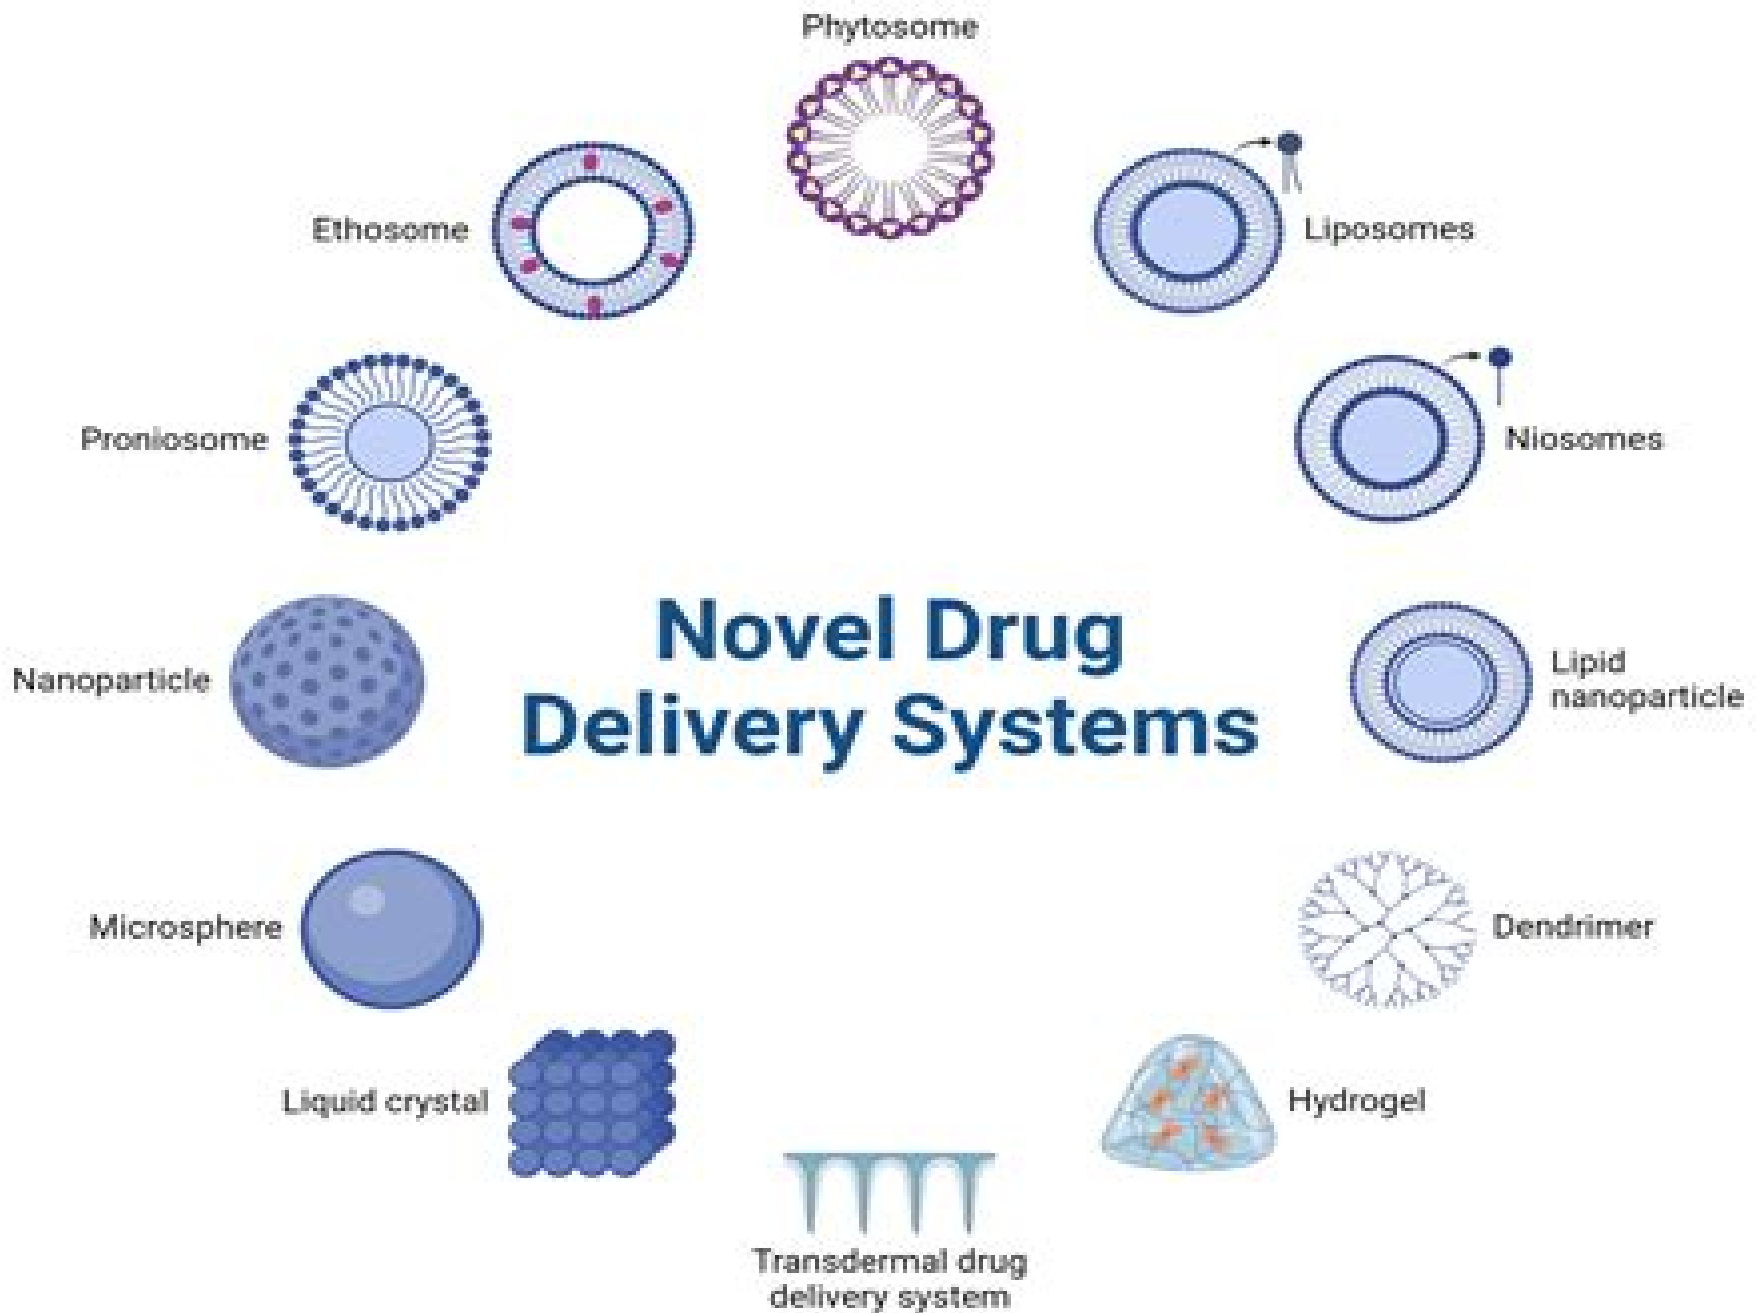 Phytosome
Ethosome
Liposomes
Proniosome
Niosomes
Novel Drug
Delivery Systems
Nanoparticle
Lipid
nanoparticle
Microsphere
Dendrimer
Liquid crystal
Hydrogel
Transdermal drug
delivery system